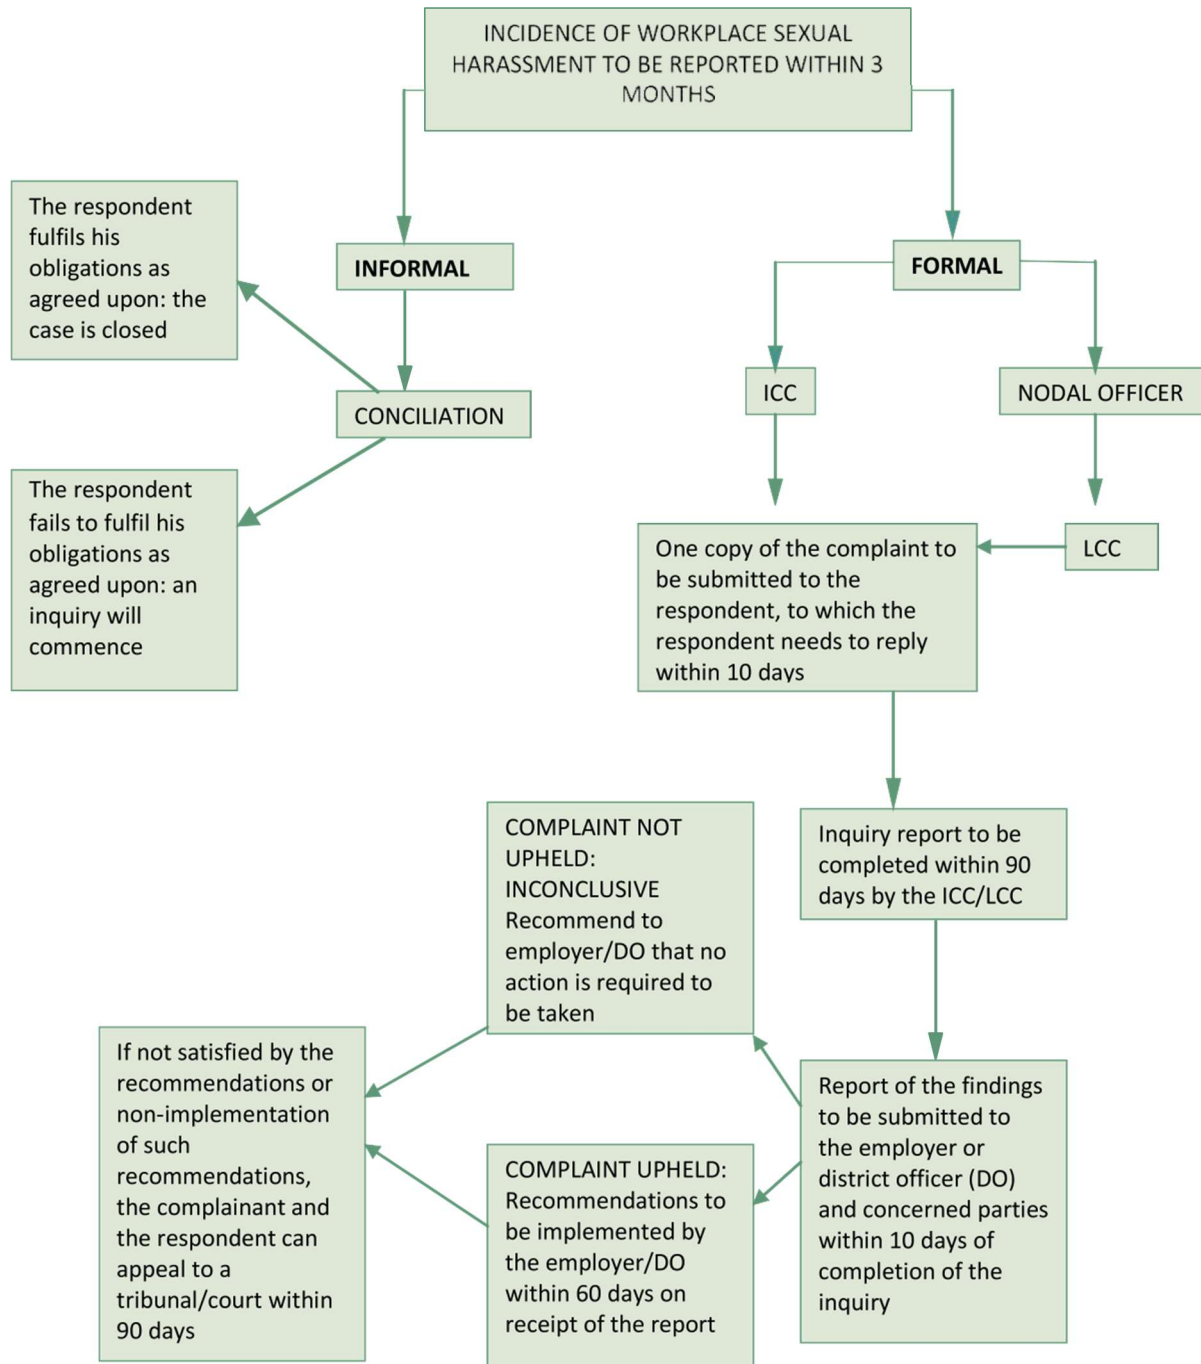 INCIDENCE OF WORKPLACE SEXUAL
HARASSMENT TO BE REPORTED WITHIN 3
MONTHS
The respondent
fulfils his
obligations as
agreed upon: the
case is closed
INFORMAL
FORMAL
ICC
NODAL OFFICER
CONCILIATION
The respondent
fails to fulfil his
obligations as
agreed upon: an
inquiry will
commence
One copy of the complaint to
be submitted to the
respondent, to which the
respondent needs to reply
within 10 days
LCC
Inquiry report to be
completed within 90
days by the ICC/LCC
COMPLAINT NOT
UPHELD:
INCONCLUSIVE
Recommend to
employer/DO that no
action is required to
be taken
Report of the findings
to be submitted to
the employer or
district officer (DO)
and concerned parties
within 10 days of
completion of the
inquiry
COMPLAINT UPHELD:
Recommendations to
be implemented by
the employer/DO
within 60 days on
receipt of the report
If not satisfied by the
recommendations or
non-implementation
of such
recommendations,
the complainant and
the respondent can
appeal to a
tribunal/court within
90 days